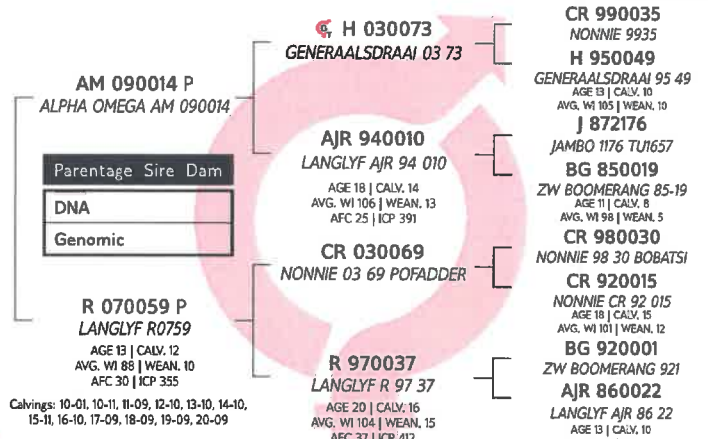 AM 090014 P
ALPHA OMEGA AM 090014
Parentage Sire Dam
DNA
Genomic
R 070059 P
LANGLYF R0759
AGE 13 | CALV. 12
AVG. WI 88 | WEAN. 10
AFC 30 | ICP 355
Calvings: 10-01, 10-11, 11-09, 12-10, 13-10, 14-10,
15-11, 16-10, 17-09, 18-09, 19-09, 20-09
H 030073
GENERAALSDRAAI 03 73
AJR 940010
LANGLYF AJR 94 010
AGE 18 | CALV. 14
AVG. WI 106 | WEAN. 13
AFC 25 | ICP 391
CR 030069
NONNIE 03 69 POFADDER
R 970037
LANGLYF R 97 37
AGE 20 | CALV. 16
AVG. WI 104 | WEAN. 15
AFC 37 | ICP 412
CR 990035
NONNIE 9935
H 950049
GENERAALSDRAAI 95 49
AGE 13 | CALV. 10
AVG. WI 105 | WEAN. 10
J 872176
JAMBO 1176 TU1657
BG 850019
ZW BOOMERANG 85-19
AGE 11 | CALV. 8
AVG. WI 98 | WEAN. 5
CR 980030
NONNIE 98 30 BOBATSI
CR 920015
NONNIE CR 92 015
AGE 18 | CALV. 15
AVG. WI 101 | WEAN. 12
BG 920001
ZW BOOMERANG 921
AJR 860022
LANGLYF AJR 86 22
AGE 13 | CALV. 10